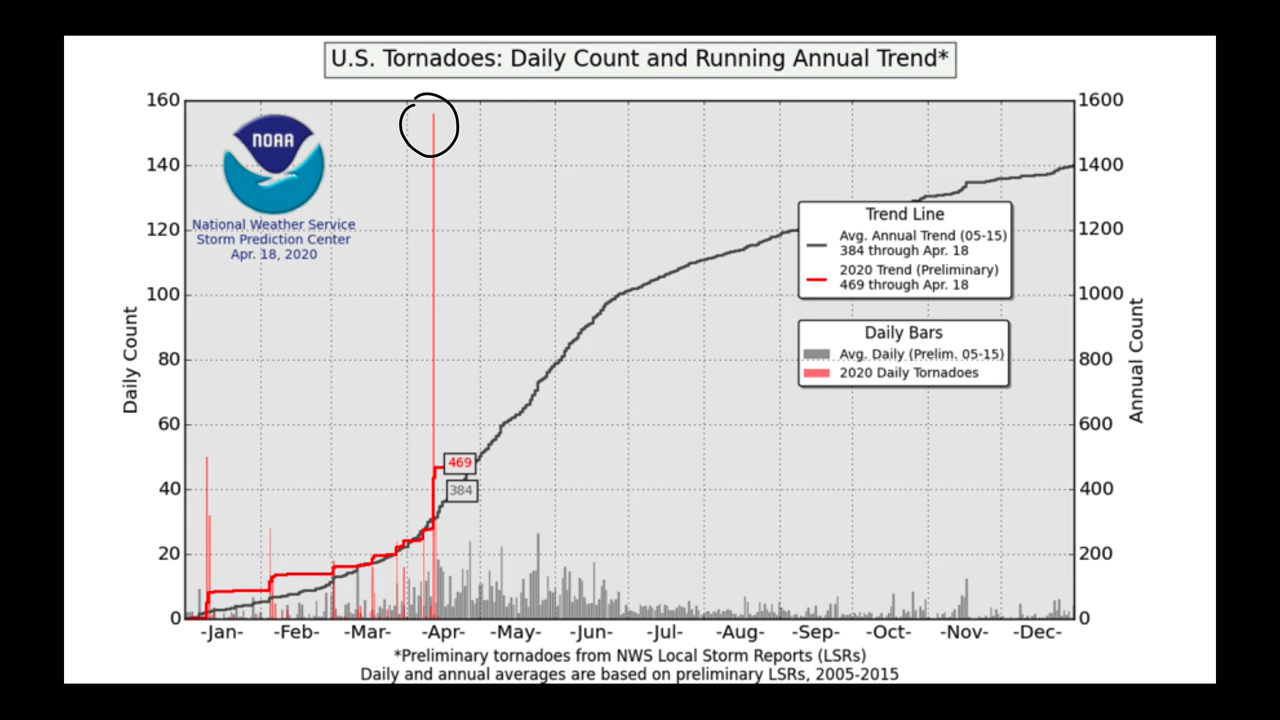 U.S. Tornadoes: Daily Count and Running Annual Trend*
160
140
120
100
80
60
40
20
0
Daily Count
NOAA
National Weather Service
Storm Prediction Center
Apr. 18, 2020
469
384
Trend Line
Avg. Annual Trend (05-15)
384 through Apr. 18
2020 Trend (Preliminary)
469 through Apr. 18
Daily Bars
Avg. Daily (Prelim. 05-15)
2020 Daily Tornadoes
1600
1400
1200
1000
800
600
400
200
0
Annual Count
-Jan- -Feb- -Mar- -Apr- -May- -Jun- -Jul- -Aug- -Sep- -Oct- -Nov- -Dec-
*Preliminary tornadoes from NWS Local Storm Reports (LSRs)
Daily and annual averages are based on preliminary LSRs, 2005-2015